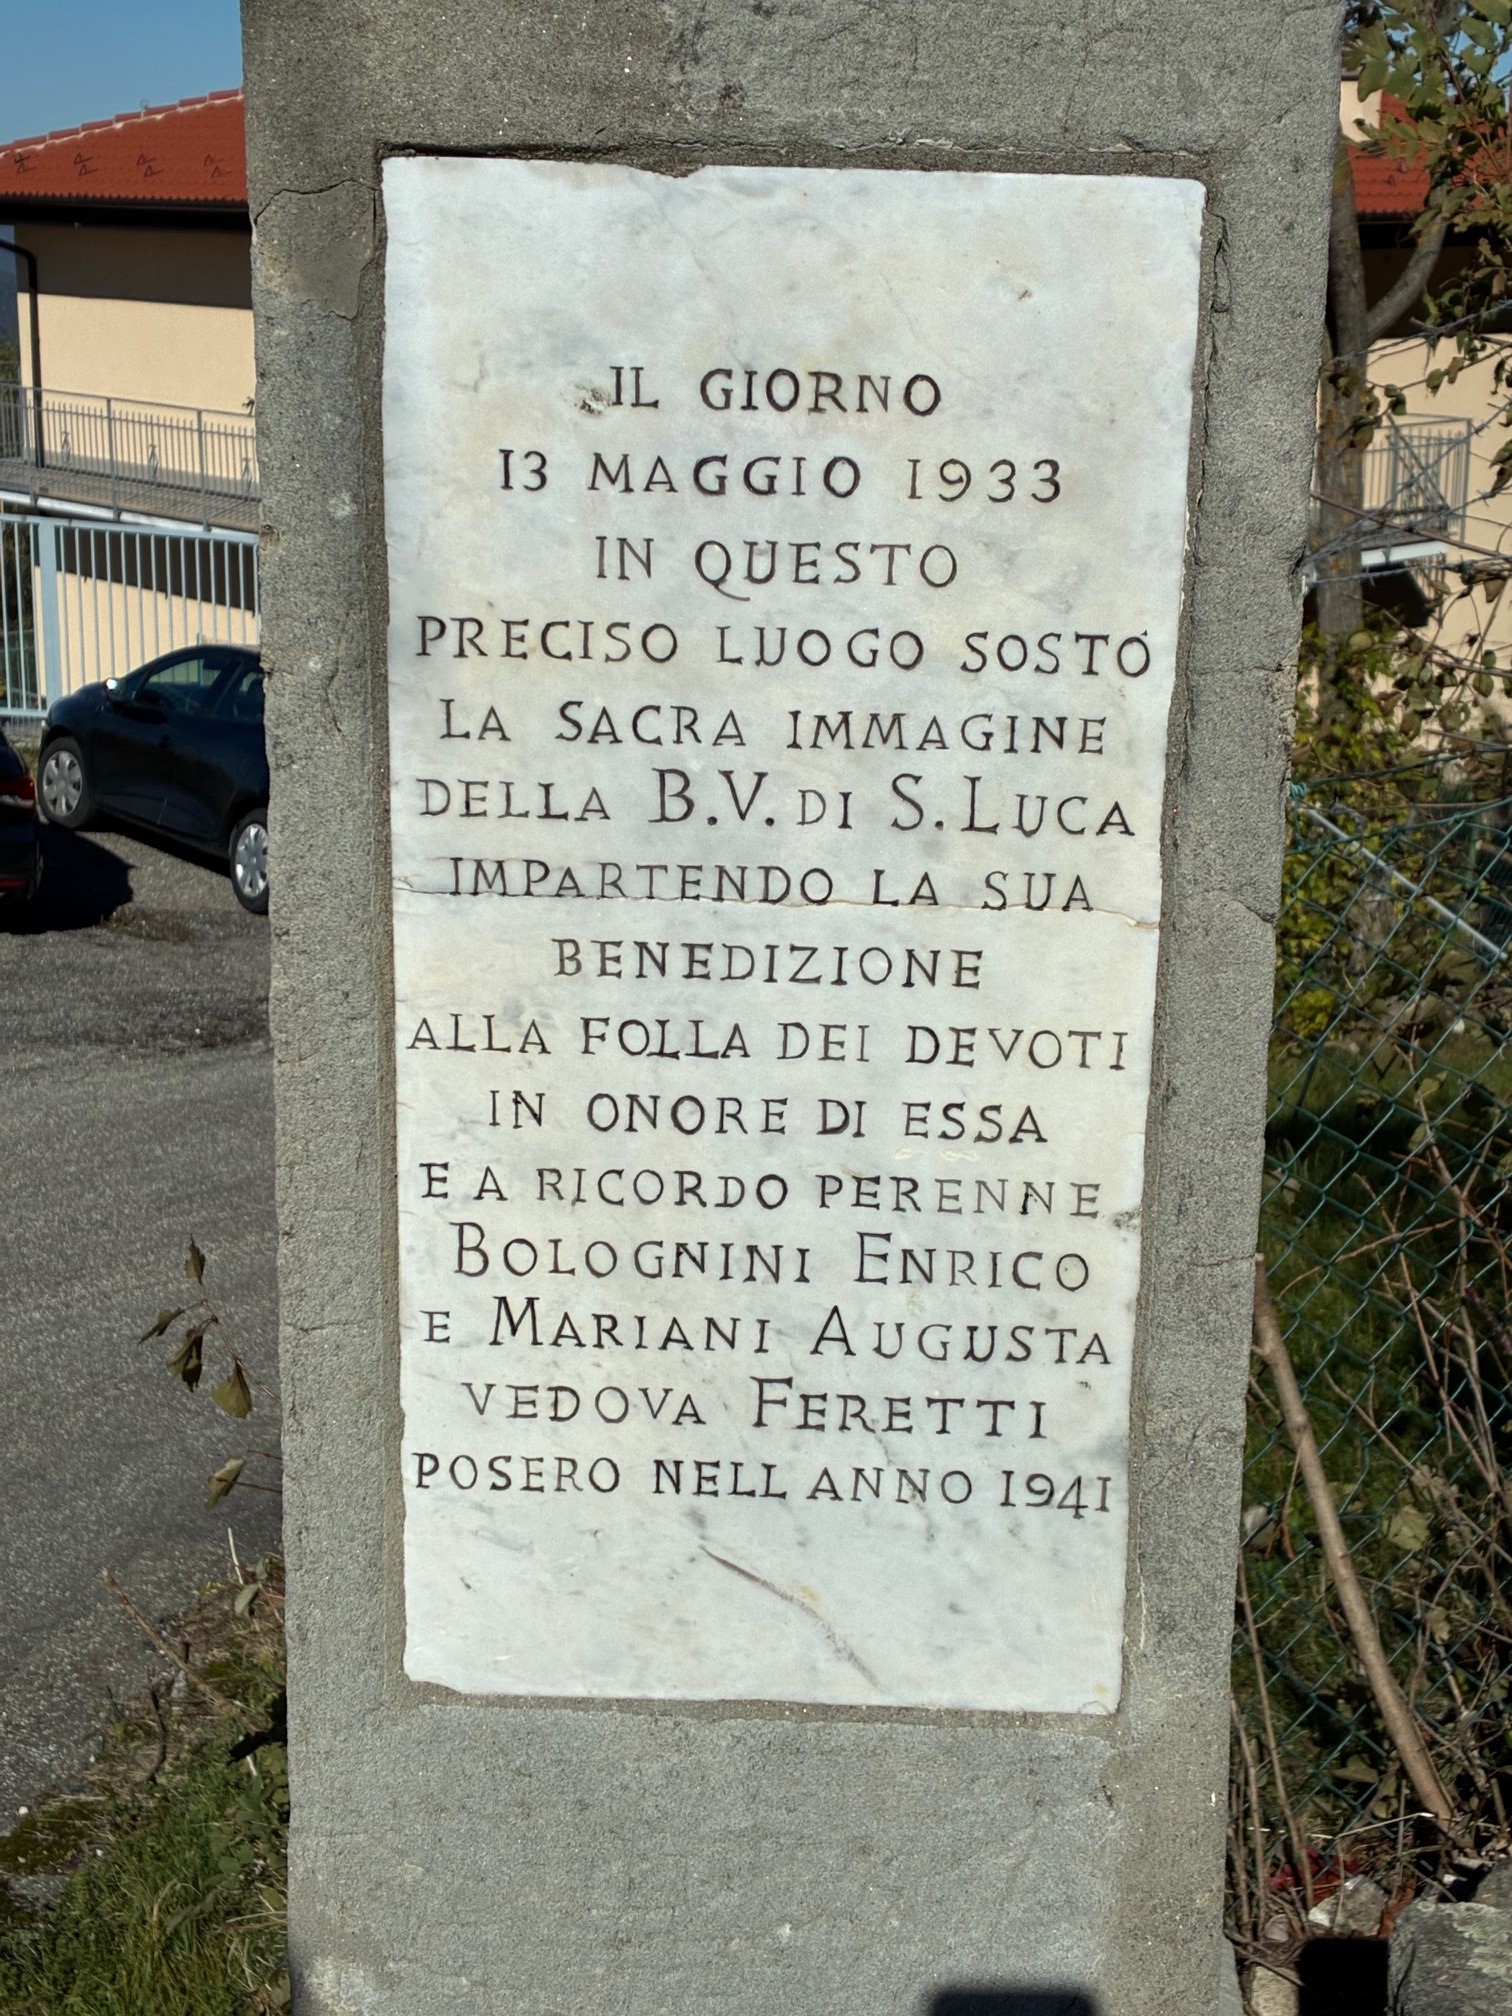 IL GIORNO
13 MAGGIO 1933
IN QUESTO
PRECISO LUOGO SOSTÓ
LA SACRA IMMAGINE
DELLA B.V. DI S. LUCA
IMPARTENDO LA SUA
BENEDIZIONE
ALLA FOLLA DEI DEVOTI
IN ONORE DI ESSA
E A RICORDO PERENNE
BOLOGNINI ENRICO
E MARIANI AUGUSTA
VEDOVA FERETTI
POSERO NELL ANNO 1941